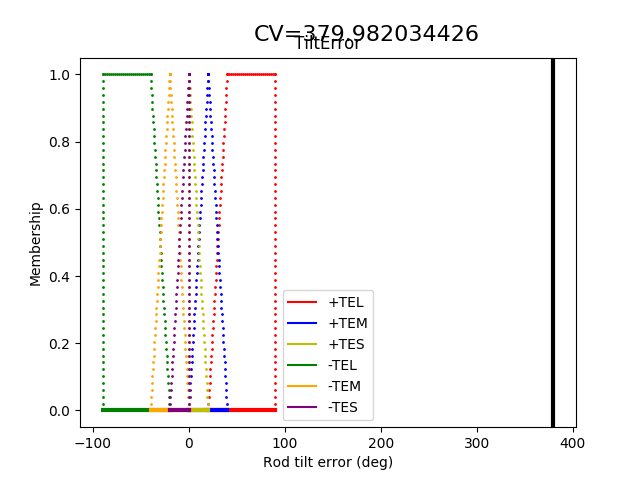 CV=379.982034426
TiltError
1.0
0.8
0.6
0.4
0.2
0.0
Membership
+TEL
+TEM
+TES
-TEL
-TEM
-TES
−100
0
100
200
300
400
Rod tilt error (deg)